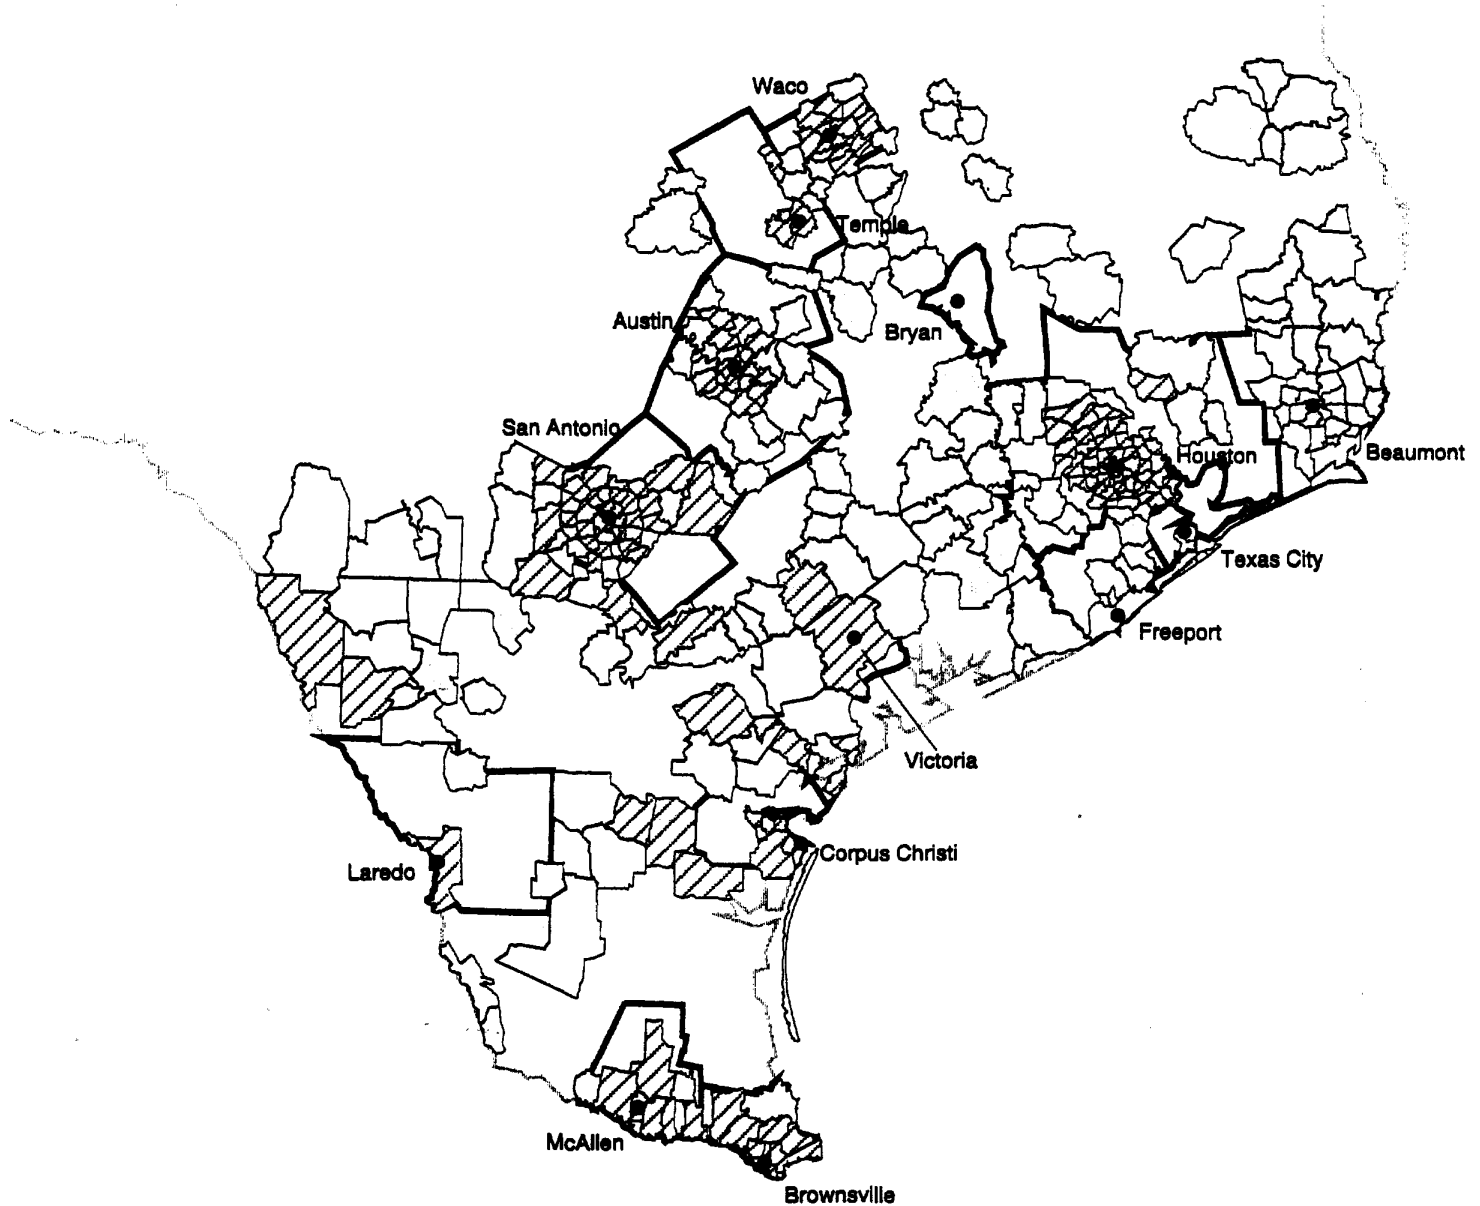 Waco
Temple
Austin
Bryan
San Antonio
Houston
Beaumont
Texas City
Freeport
Victoria
Corpus Christi
Laredo
McAllen
Brownsville